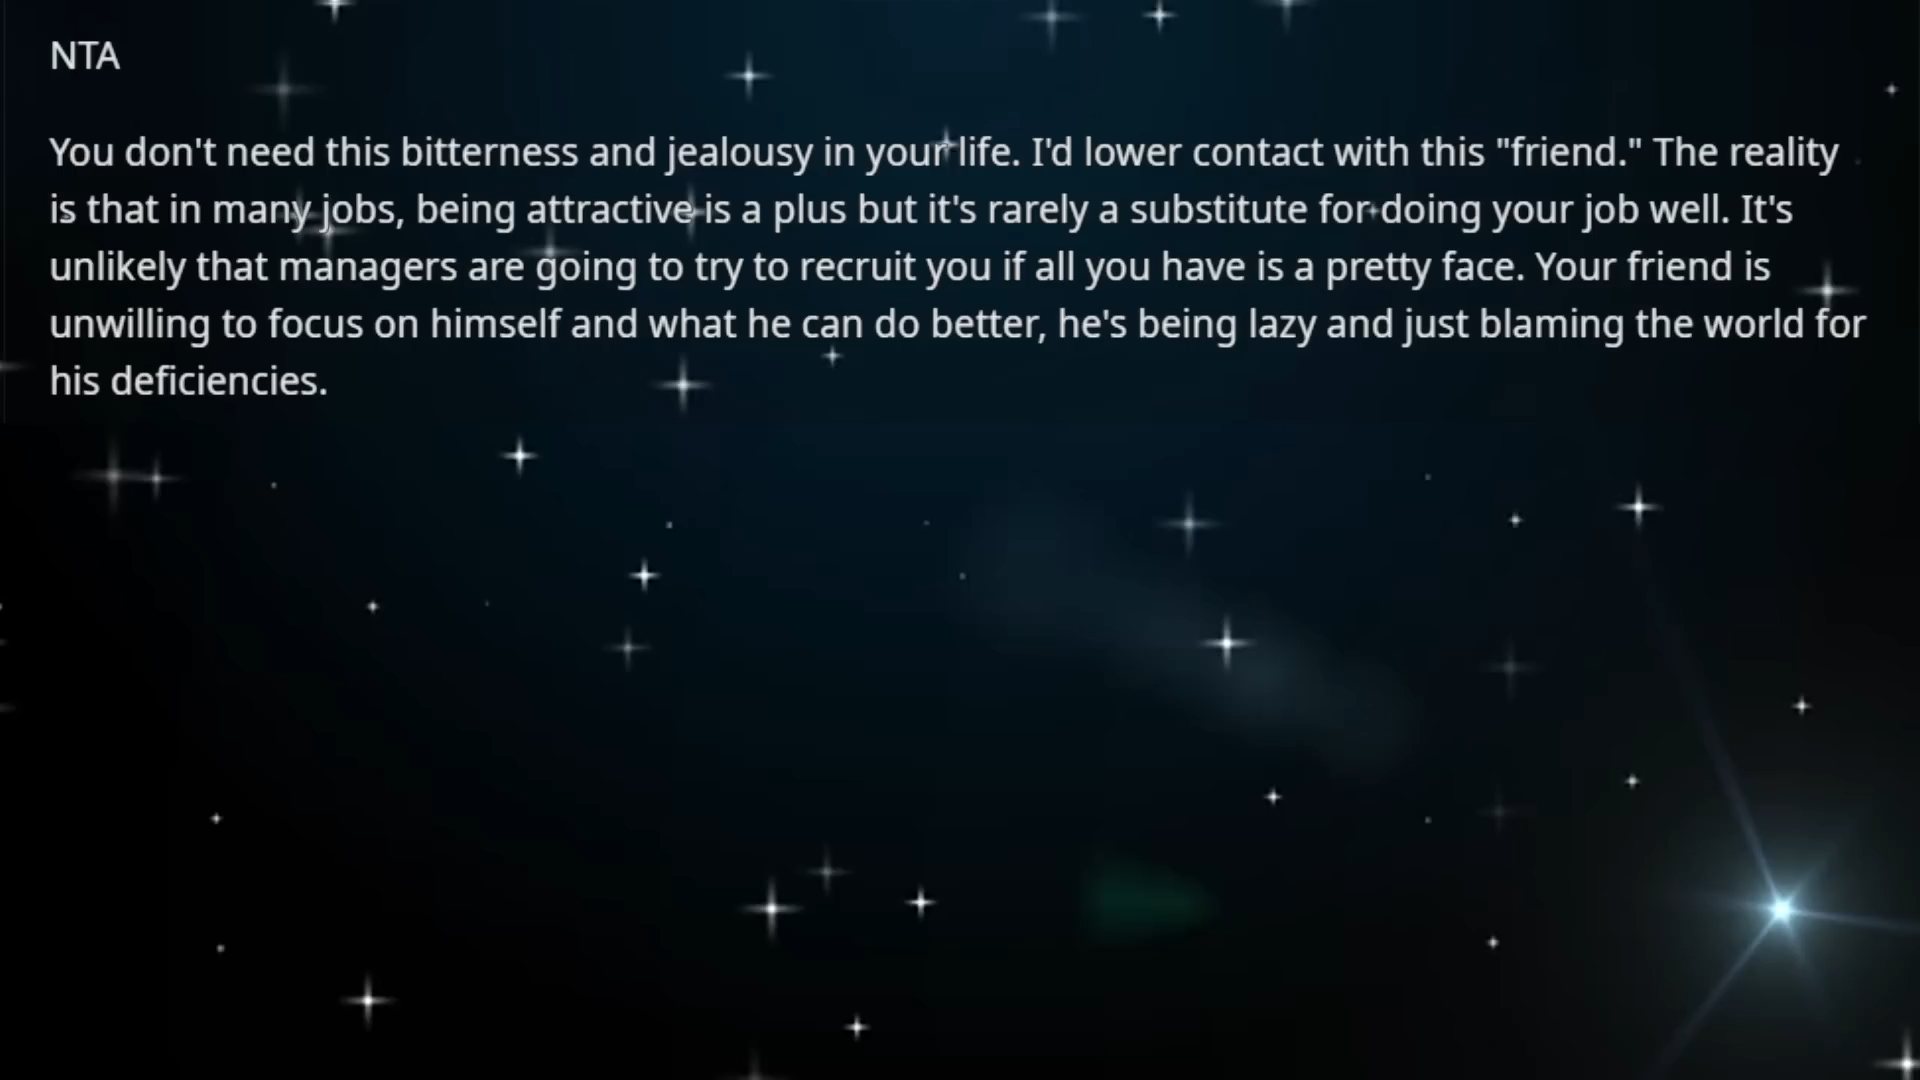 NTA
You don't need this bitterness and jealousy in your life. I'd lower contact with this "friend." The reality
is that in many jobs, being attractive is a plus but it's rarely a substitute for doing your job well. It's
unlikely that managers are going to try to recruit you if all you have is a pretty face. Your friend is
unwilling to focus on himself and what he can do better, he's being lazy and just blaming the world for
his deficiencies.